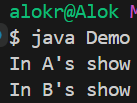 alokr@Alok M
$ java Demo
In A's show
In B's show